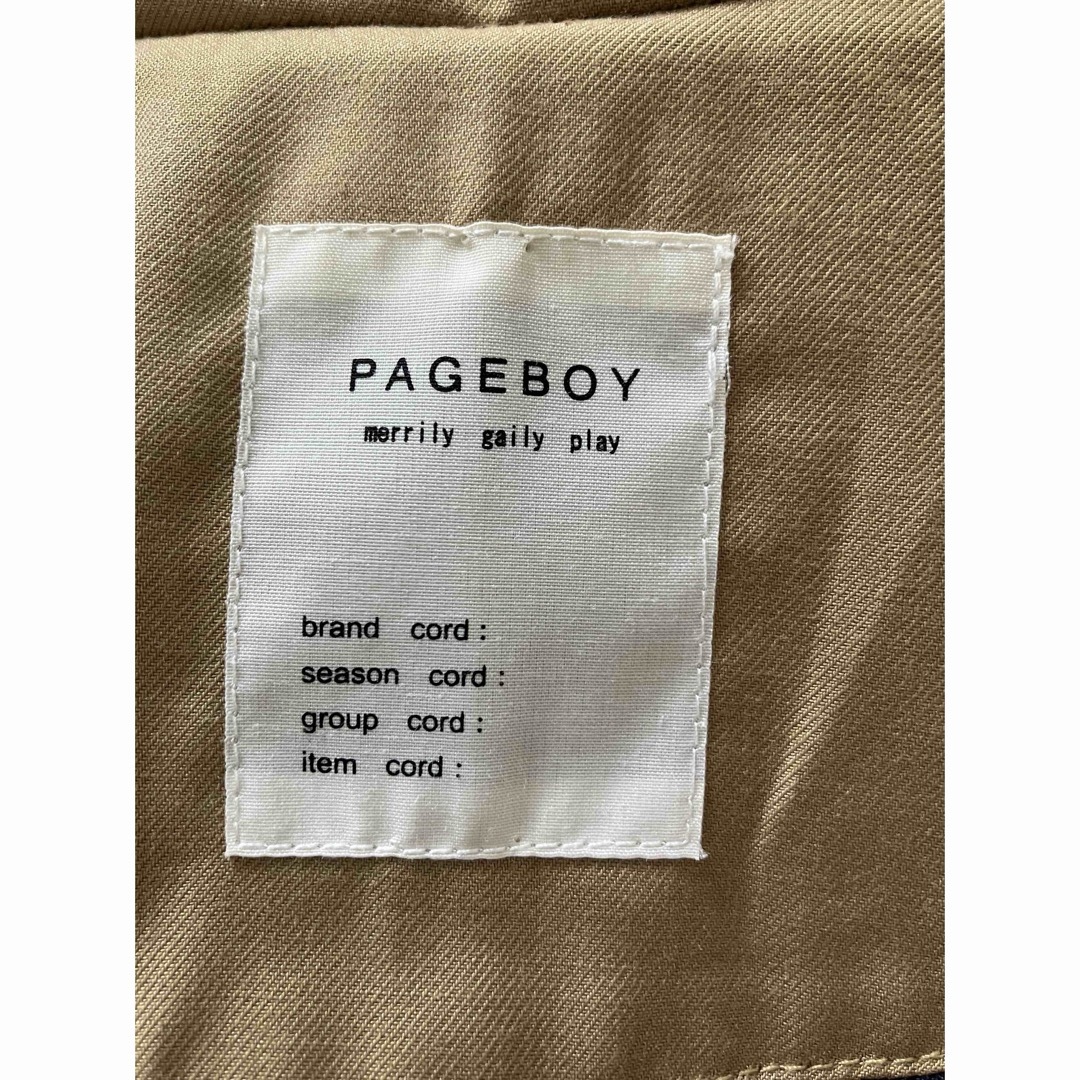 PAGEBOY
merrily gaily play
brand cord :
season cord :
group cord :
item cord :